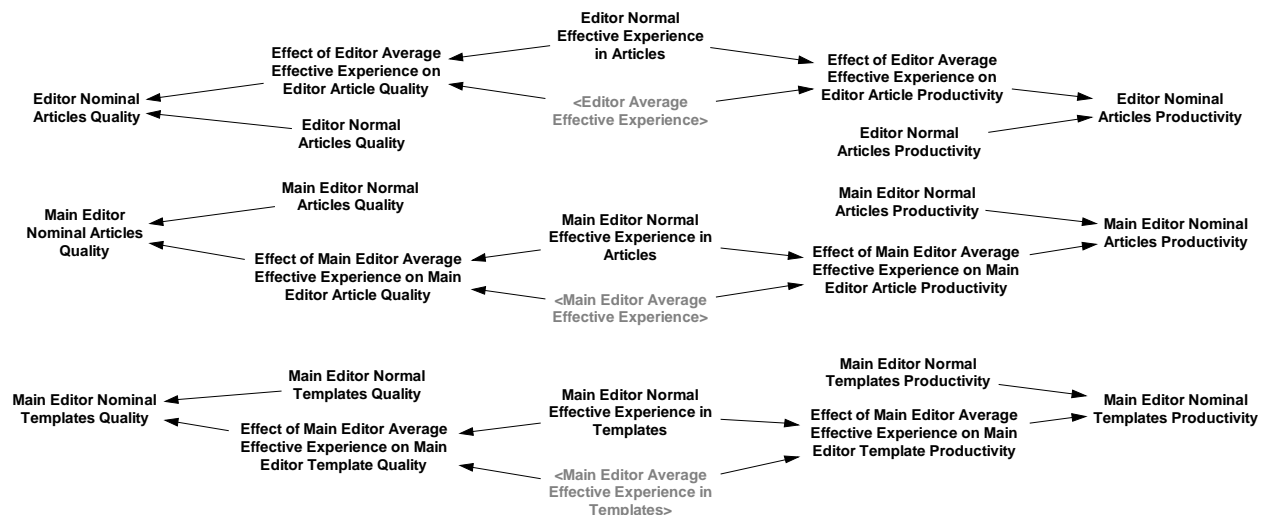 Editor Normal
Effective Experience
in Articles
Effect of Editor Average
Effective Experience on
Editor Article Quality
Effect of Editor Average
Effective Experience on
Editor Article Productivity
Editor Nominal
Articles Quality
<Editor Average
Effective Experience>
Editor Nominal
Articles Productivity
Editor Normal
Articles Quality
Editor Normal
Articles Productivity
Main Editor Normal
Articles Quality
Main Editor Normal
Articles Productivity
Main Editor
Nominal Articles
Quality
Main Editor Normal
Effective Experience in
Articles
Main Editor Nominal
Articles Productivity
Effect of Main Editor Average
Effective Experience on Main
Editor Article Quality
Effect of Main Editor Average
Effective Experience on Main
Editor Article Productivity
<Main Editor Average
Effective Experience>
Main Editor Normal
Templates Quality
Main Editor Normal
Templates Productivity
Main Editor Nominal
Templates Quality
Main Editor Normal
Effective Experience in
Templates
Main Editor Nominal
Templates Productivity
Effect of Main Editor Average
Effective Experience on Main
Editor Template Quality
Effect of Main Editor Average
Effective Experience on Main
Editor Template Productivity
<Main Editor Average
Effective Experience in
Templates>